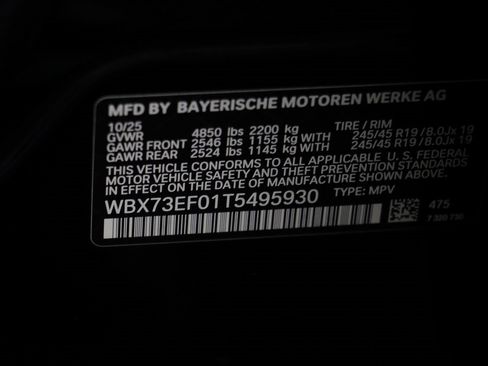 MFD BY BAYERISCHE MOTOREN WERKE AG
10/25 TIRE / RIM
GVWR 4850 lbs 2200 kg
GAWR FRONT 2546 lbs 1155 kg WITH 245/45 R19 / 8.0Jx 19
GAWR REAR 2524 lbs 1145 kg WITH 245/45 R19 / 8.0Jx 19
THIS VEHICLE CONFORMS TO ALL APPLICABLE U.S. FEDERAL
MOTOR VEHICLE SAFETY AND THEFT PREVENTION STANDARDS
IN EFFECT ON THE DATE OF MANUFACTURE SHOWN ABOVE.
WBX73EF01T5495930 TYPE: MPV
475
7 320 730